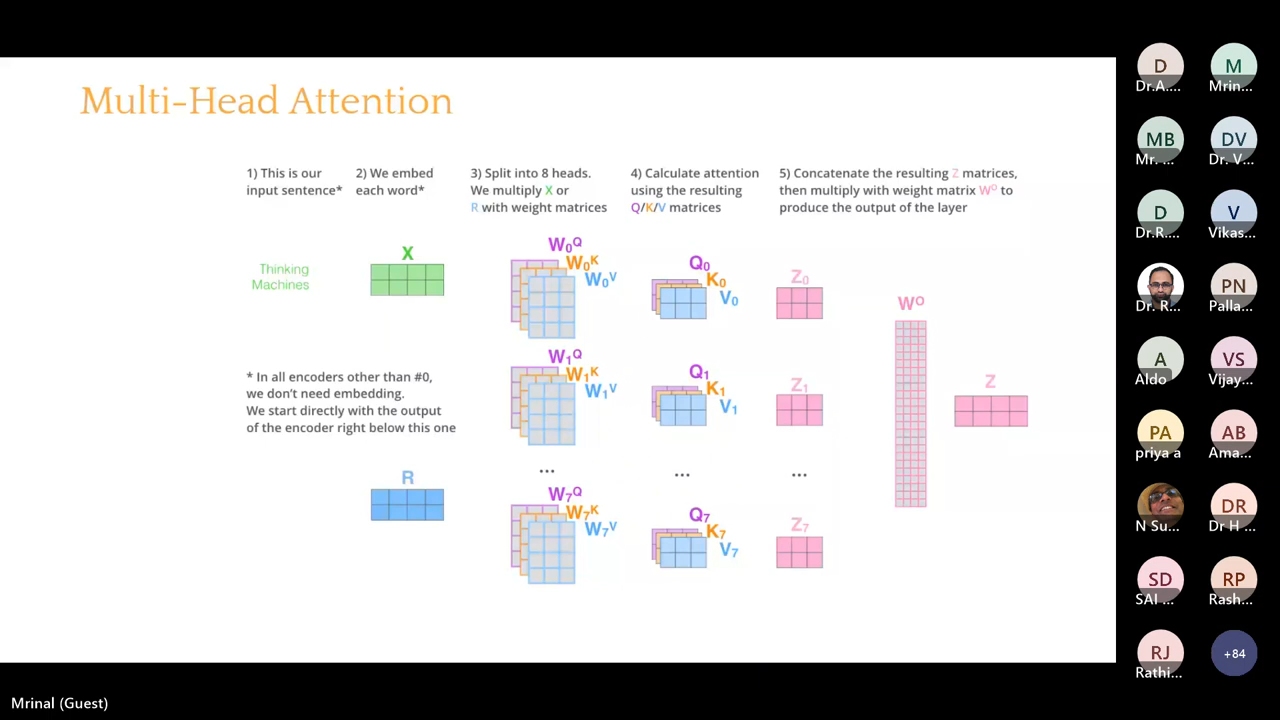 Multi-Head Attention
1) This is our
input sentence*
2) We embed
each word*
3) Split into 8 heads.
We multiply X or
R with weight matrices
4) Calculate attention
using the resulting
Q/K/V matrices
5) Concatenate the resulting Z matrices,
then multiply with weight matrix Wᴼ to
produce the output of the layer
Thinking
Machines
X
W₀Q
W₀K
W₀V
Q₀
K₀
V₀
Z₀
Wᴼ
* In all encoders other than #0,
we don't need embedding.
We start directly with the output
of the encoder right below this one
W₁Q
W₁K
W₁V
Q₁
K₁
V₁
Z₁
Z
...
...
...
R
W₇Q
W₇K
W₇V
Q₇
K₇
V₇
Z₇
D
Dr.A....
M
Mrin...
MB
Mr. ...
DV
Dr. V...
D
Dr.R....
V
Vikas...
Dr. R...
PN
Palla...
A
Aldo
VS
Vijay...
PA
priya a
AB
Ama...
N Su...
DR
Dr H ...
SD
SAI ...
RP
Rash...
RJ
Rathi...
+84
Mrinal (Guest)